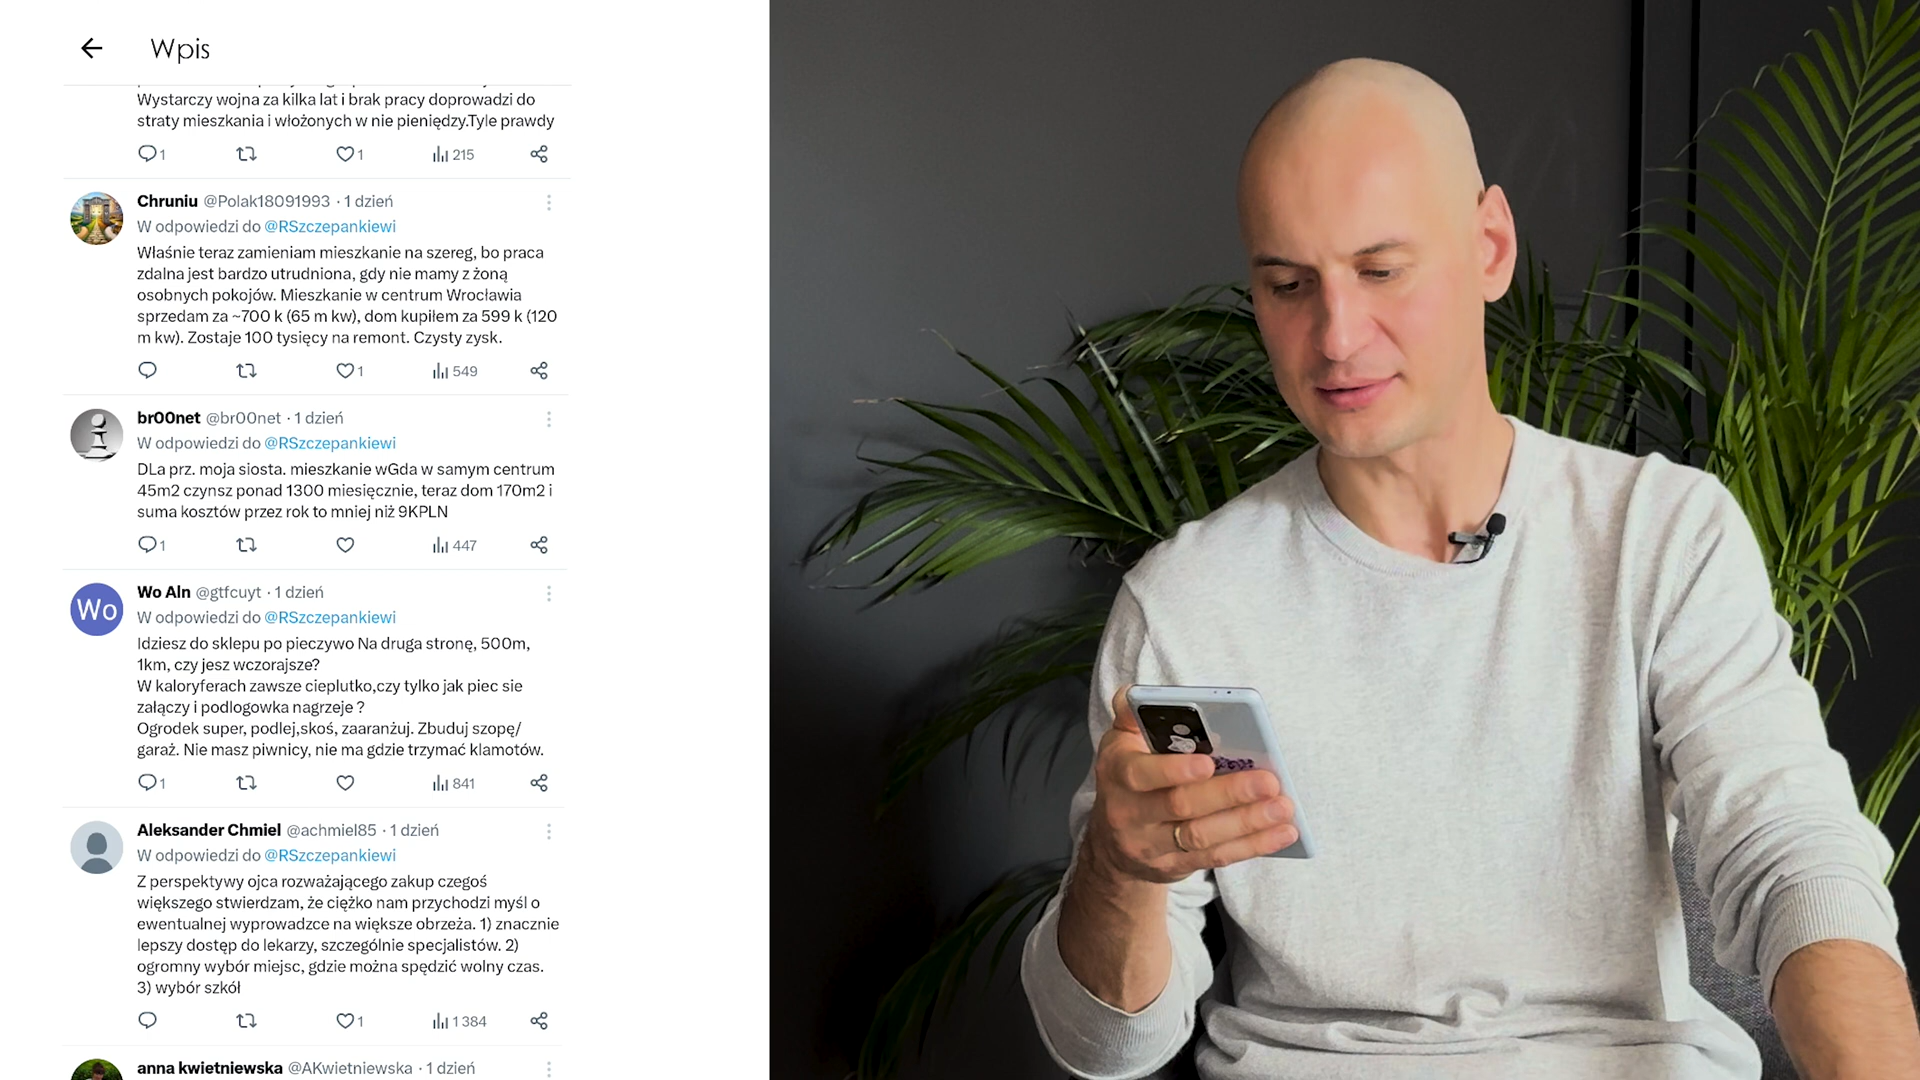 Wpis
Wystarczy wojna za kilka lat i brak pracy doprowadzi do
straty mieszkania i włożonych w nie pieniędzy.Tyle prawdy
1 1 215
Chruniu @Polak18091993 · 1 dzień
W odpowiedzi do @RSzczepankiewi
Właśnie teraz zamieniam mieszkanie na szereg, bo praca
zdalna jest bardzo utrudniona, gdy nie mamy z żoną
osobnych pokojów. Mieszkanie w centrum Wrocławia
sprzedam za ~700 k (65 m kw), dom kupiłem za 599 k (120
m kw). Zostaje 100 tysięcy na remont. Czysty zysk.
1 549
br00net @br00net · 1 dzień
W odpowiedzi do @RSzczepankiewi
DLa prz. moja siosta. mieszkanie wGda w samym centrum
45m2 czynsz ponad 1300 miesięcznie, teraz dom 170m2 i
suma kosztów przez rok to mniej niż 9KPLN
1 447
Wo
Wo Aln @gtfcuyt · 1 dzień
W odpowiedzi do @RSzczepankiewi
Idziesz do sklepu po pieczywo Na druga stronę, 500m,
1km, czy jesz wczorajsze?
W kaloryferach zawsze cieplutko,czy tylko jak piec sie
załączy i podlogowka nagrzeje ?
Ogrodek super, podlej,skoś, zaaranżuj. Zbuduj szopę/
garaż. Nie masz piwnicy, nie ma gdzie trzymać klamotów.
1 841
Aleksander Chmiel @achmiel85 · 1 dzień
W odpowiedzi do @RSzczepankiewi
Z perspektywy ojca rozważającego zakup czegoś
większego stwierdzam, że ciężko nam przychodzi myśl o
ewentualnej wyprowadzce na większe obrzeża. 1) znacznie
lepszy dostęp do lekarzy, szczególnie specjalistów. 2)
ogromny wybór miejsc, gdzie można spędzić wolny czas.
3) wybór szkół
1 1 384
anna kwietniewska @AKwietniewska · 1 dzień